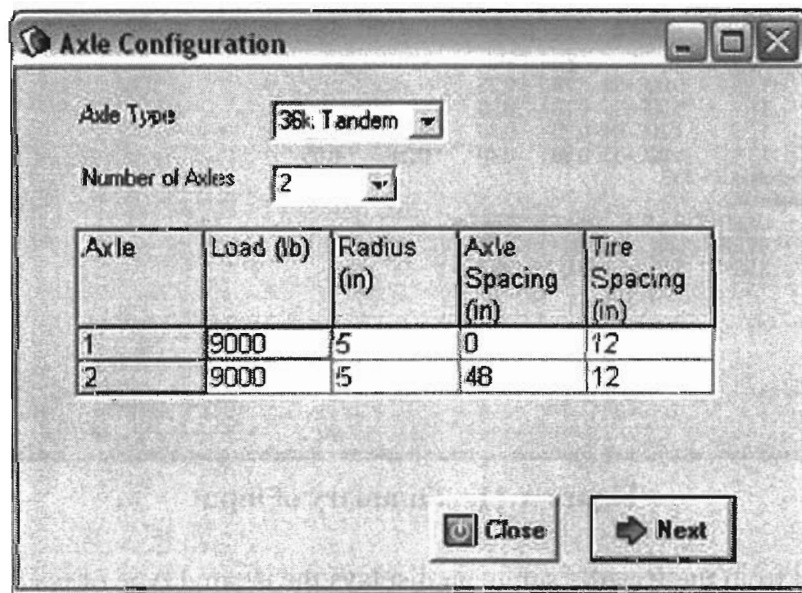 Axle Configuration
Axle Type 36k Tandem
Number of Axles 2
Axle Load (lb) Radius (in) Axle Spacing (in) Tire Spacing (in)
1 9000 5 0 12
2 9000 5 48 12
Close Next